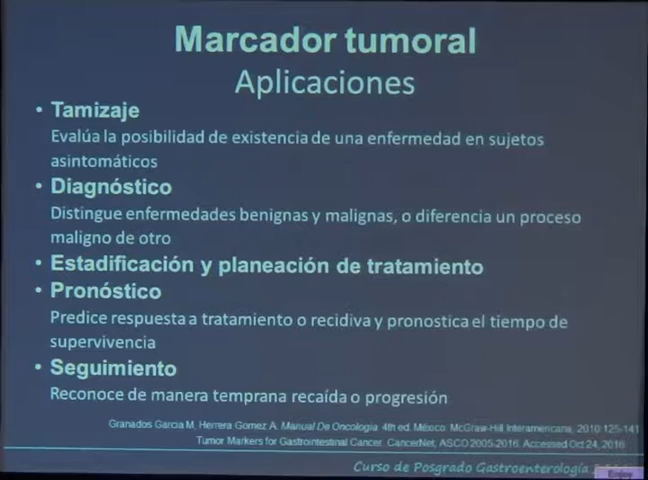 Marcador tumoral
Aplicaciones
• Tamizaje
Evalúa la posibilidad de existencia de una enfermedad en sujetos
asintomáticos
• Diagnóstico
Distingue enfermedades benignas y malignas, o diferencia un proceso
maligno de otro
• Estadificación y planeación de tratamiento
• Pronóstico
Predice respuesta a tratamiento o recidiva y pronostica el tiempo de
supervivencia
• Seguimiento
Reconoce de manera temprana recaída o progresión
Granados Garcia M, Herrera Gomez A. Manual De Oncologia. 4th ed. México: McGraw-Hill Interamericana, 2010:125-141
Tumor Markers for Gastrointestinal Cancer. CancerNet, ASCO 2005-2016. Accessed Oct 24, 2016
Curso de Posgrado Gastroenterología